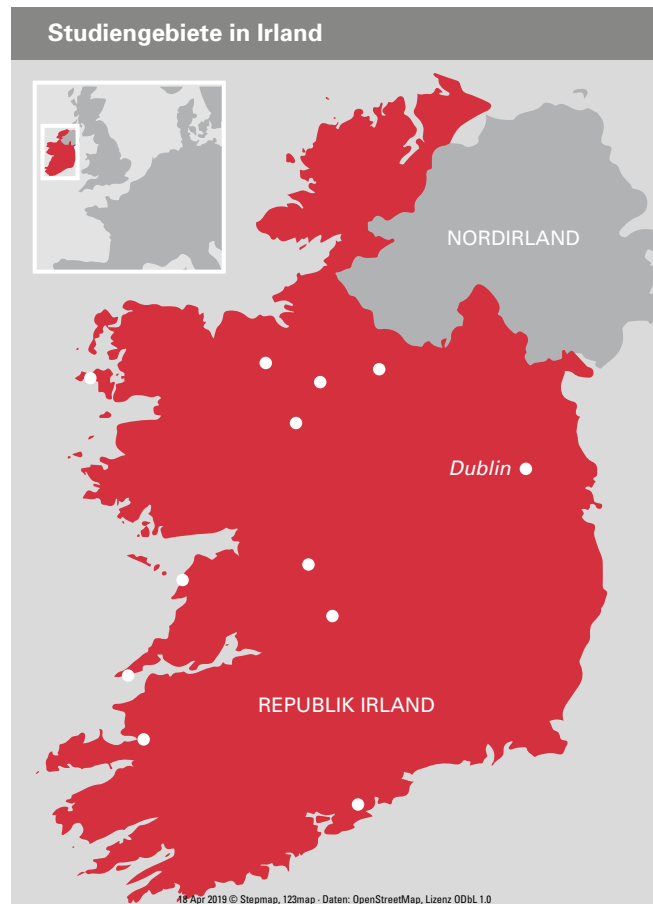 Studiengebiete in Irland
NORDIRLAND
Dublin
REPUBLIK IRLAND
18 Apr 2019 © Stepmap, 123map - Daten: OpenStreetMap, Lizenz ODbL 1.0